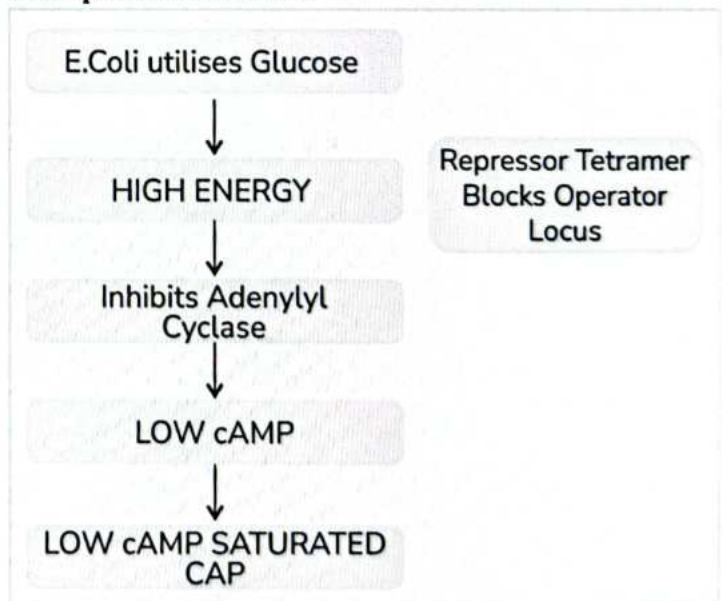 E.Coli utilises Glucose
HIGH ENERGY
Repressor Tetramer
Blocks Operator
Locus
Inhibits Adenylyl
Cyclase
LOW cAMP
LOW cAMP SATURATED
CAP